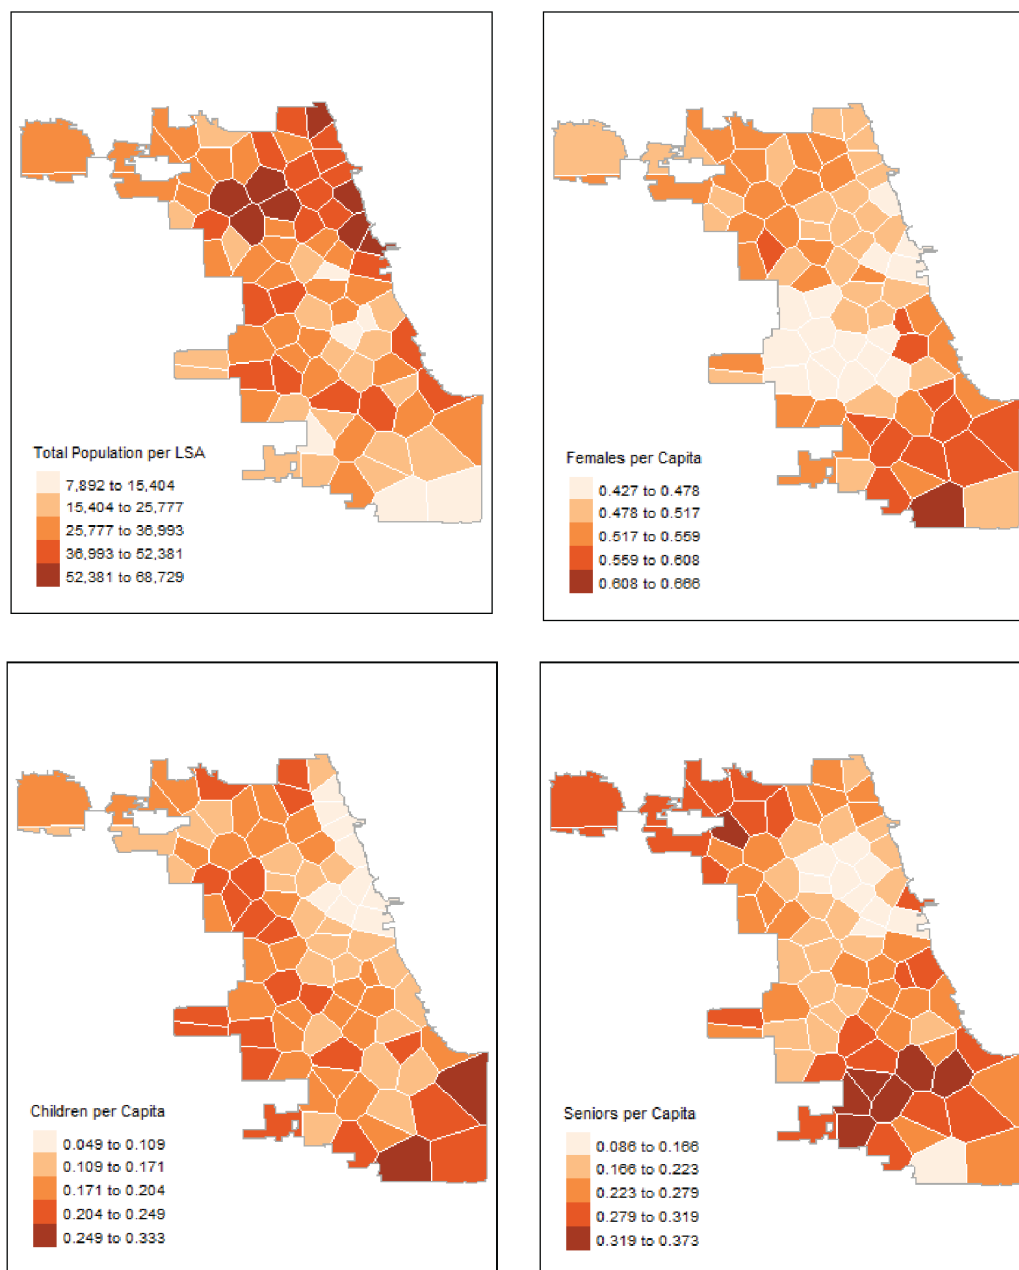 Total Population per LSA
7,892 to 15,404
15,404 to 25,777
25,777 to 36,993
36,993 to 52,381
52,381 to 68,729
Females per Capita
0.427 to 0.478
0.478 to 0.517
0.517 to 0.559
0.559 to 0.608
0.608 to 0.666
Children per Capita
0.049 to 0.109
0.109 to 0.171
0.171 to 0.204
0.204 to 0.249
0.249 to 0.333
Seniors per Capita
0.086 to 0.166
0.166 to 0.223
0.223 to 0.279
0.279 to 0.319
0.319 to 0.373